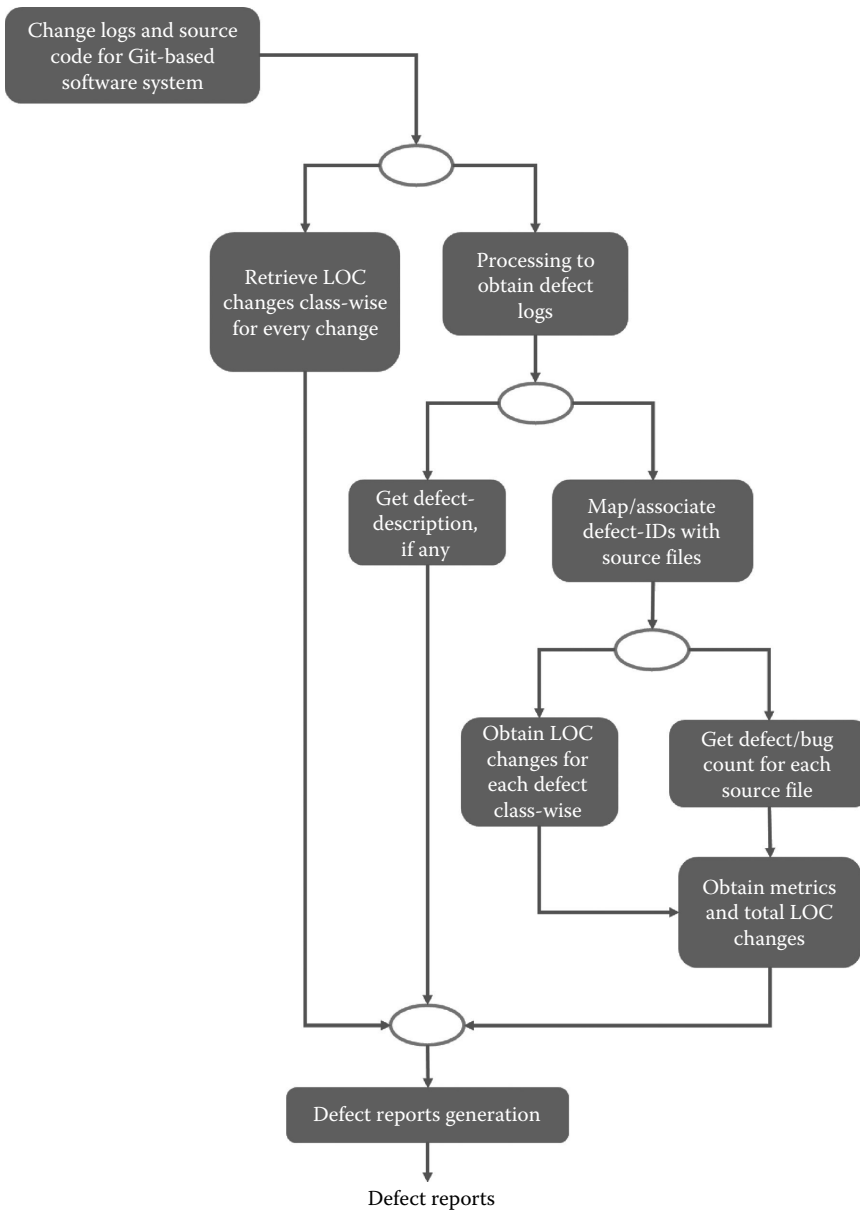 Change logs and source
code for Git-based
software system
Retrieve LOC
changes class-wise
for every change
Processing to
obtain defect
logs
Get defect-
description,
if any
Map/associate
defect-IDs with
source files
Obtain LOC
changes for
each defect
class-wise
Get defect/bug
count for each
source file
Obtain metrics
and total LOC
changes
Defect reports generation
Defect reports